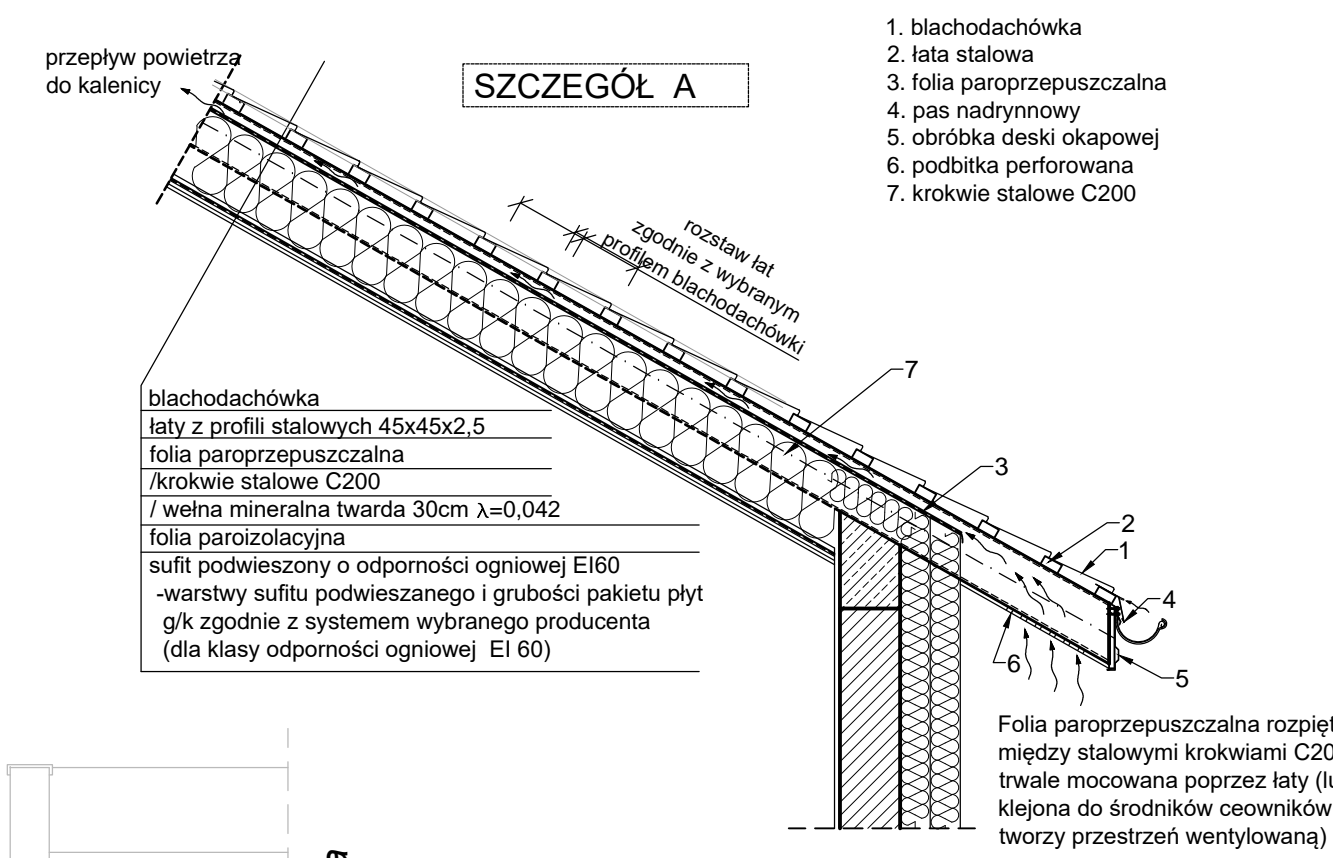 przepływ powietrza
do kalenicy
SZCZEGÓŁ A
1. blachodachówka
2. łata stalowa
3. folia paroprzepuszczalna
4. pas nadrynnowy
5. obróbka deski okapowej
6. podbitka perforowana
7. krokwie stalowe C200
rozstaw łat
zgodnie z wybranym
profilem blachodachówki
blachodachówka
łaty z profili stalowych 45x45x2,5
folia paroprzepuszczalna
/krokwie stalowe C200
/ wełna mineralna twarda 30cm λ=0,042
folia paroizolacyjna
sufit podwieszony o odporności ogniowej EI60
-warstwy sufitu podwieszanego i grubości pakietu płyt
g/k zgodnie z systemem wybranego producenta
(dla klasy odporności ogniowej EI 60)
7
3
2
1
4
6
5
Folia paroprzepuszczalna rozpięt
między stalowymi krokwiami C20
trwale mocowana poprzez łaty (lu
klejona do środników ceowników
tworzy przestrzeń wentylowaną)